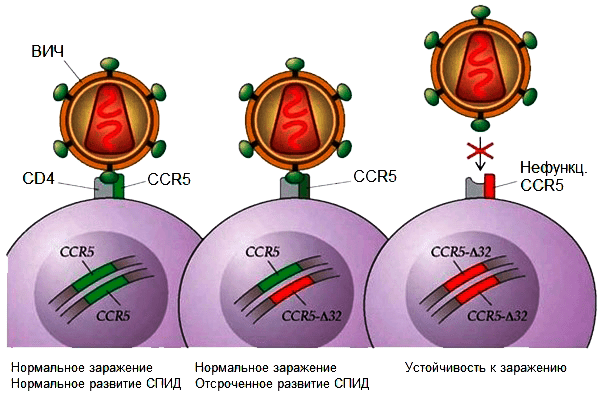 ВИЧ
CD4
CCR5
CCR5
Нефункц.
CCR5
CCR5
CCR5
CCR5
CCR5-Δ32
CCR5-Δ32
CCR5-Δ32
Нормальное заражение
Нормальное развитие СПИД
Нормальное заражение
Отсроченное развитие СПИД
Устойчивость к заражению